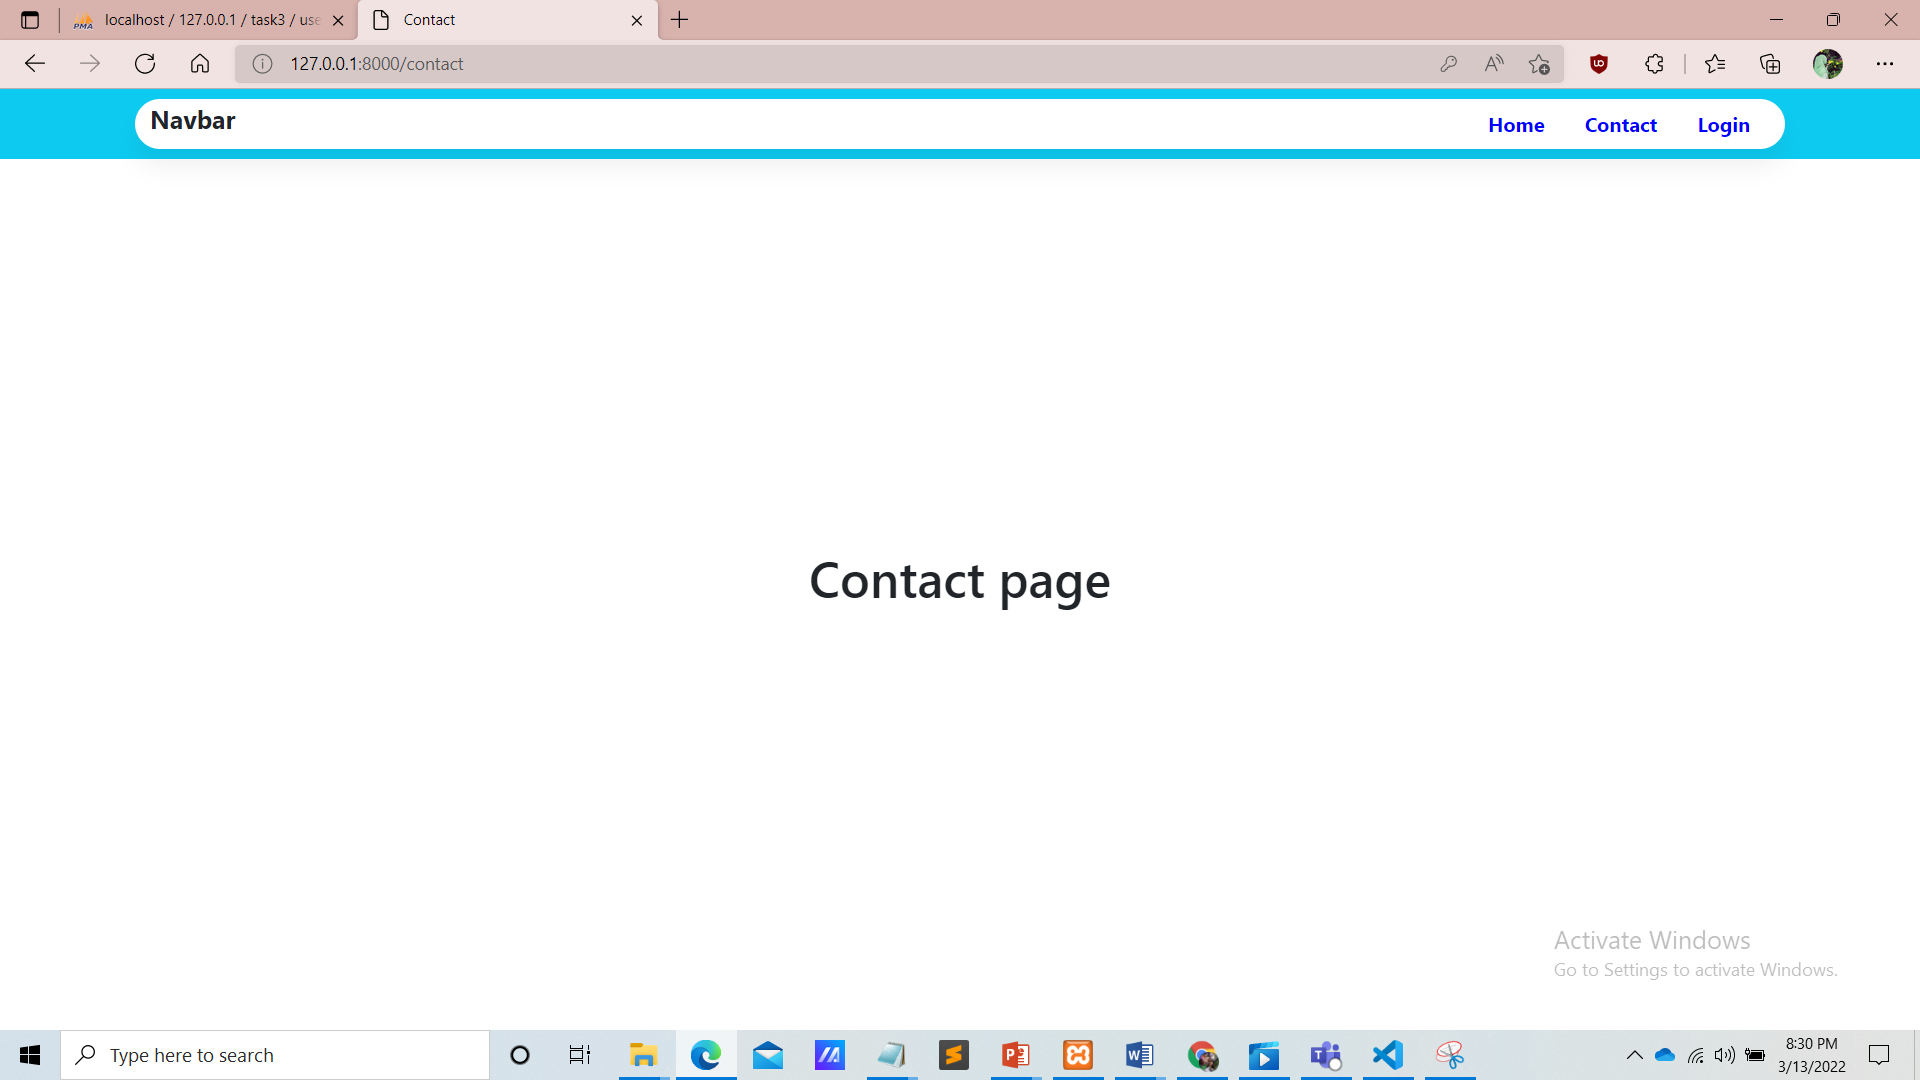 localhost / 127.0.0.1 / task3 / use
Contact
127.0.0.1:8000/contact
Navbar
Home
Contact
Login
Contact page
Activate Windows
Go to Settings to activate Windows.
Type here to search
8:30 PM
3/13/2022